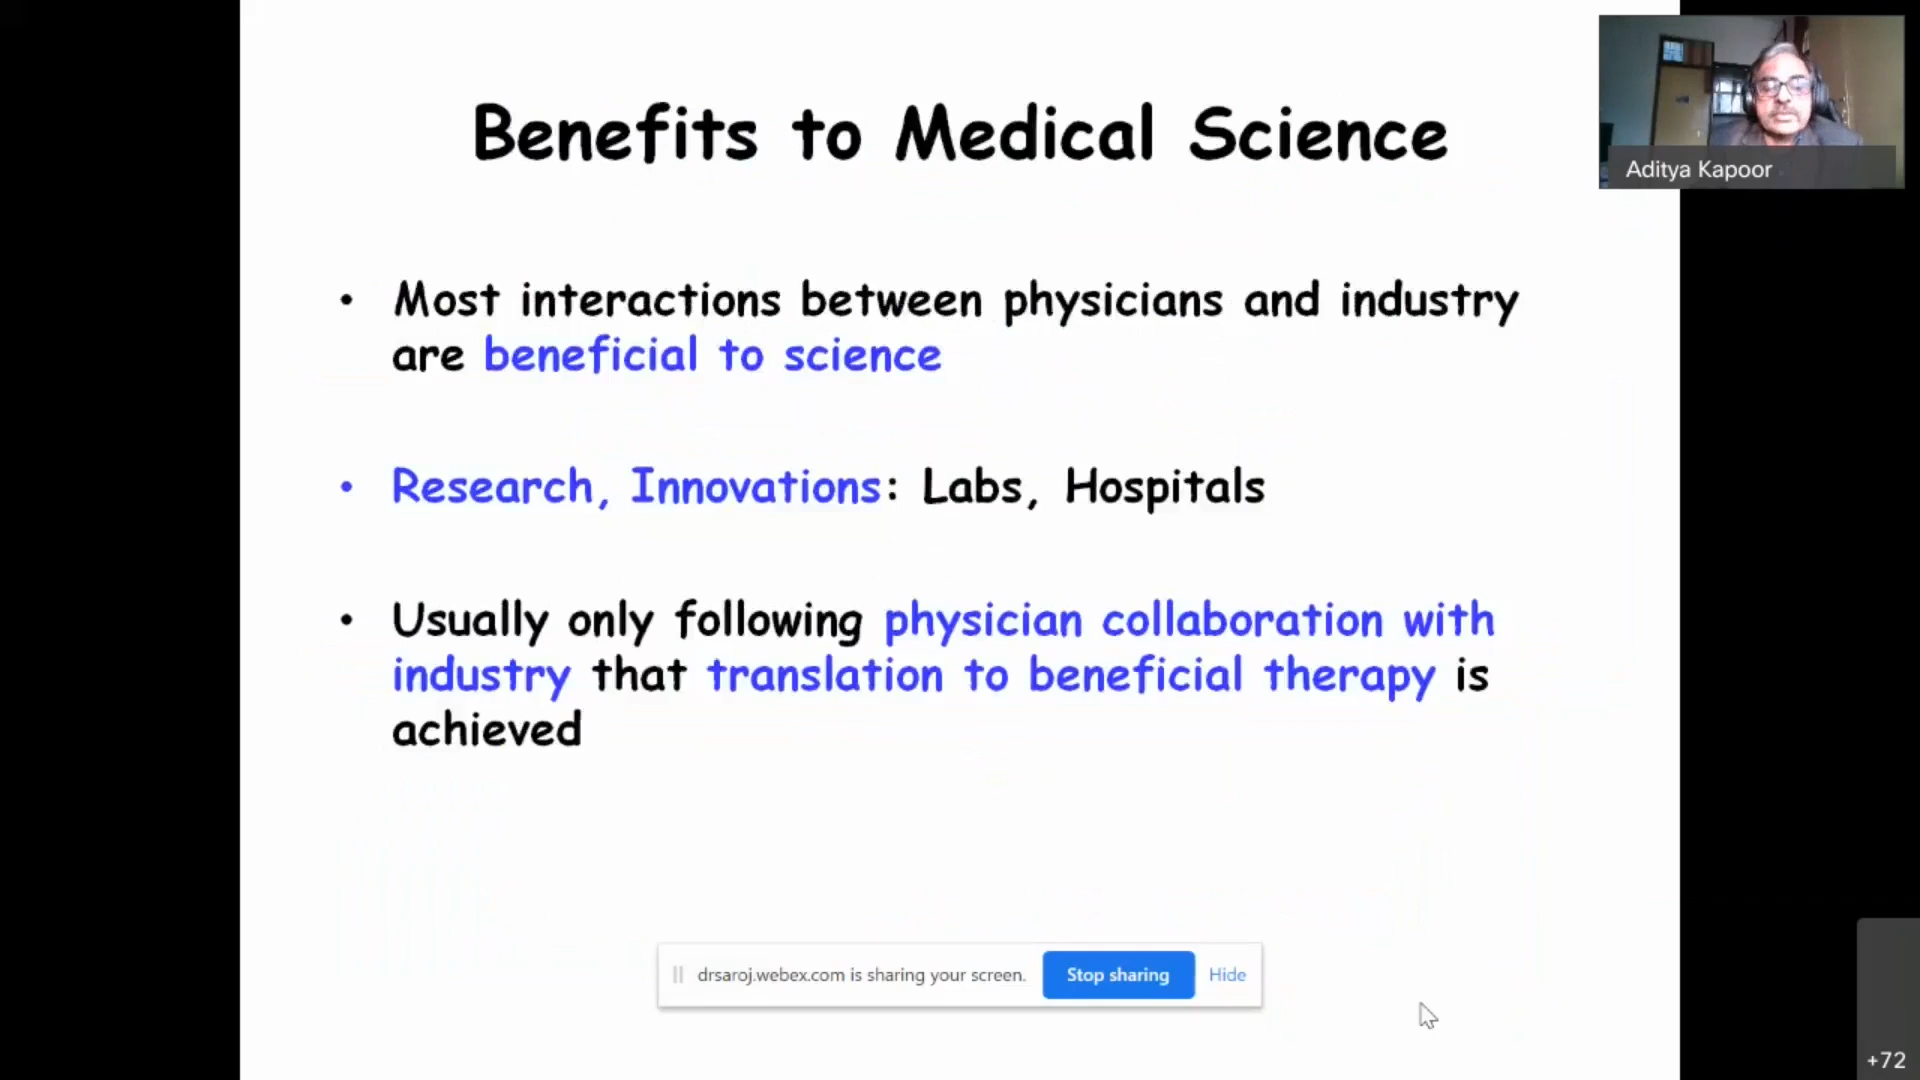 Benefits to Medical Science
Aditya Kapoor
• Most interactions between physicians and industry
are beneficial to science
• Research, Innovations: Labs, Hospitals
• Usually only following physician collaboration with
industry that translation to beneficial therapy is
achieved
drsaroj.webex.com is sharing your screen. Stop sharing Hide
+72